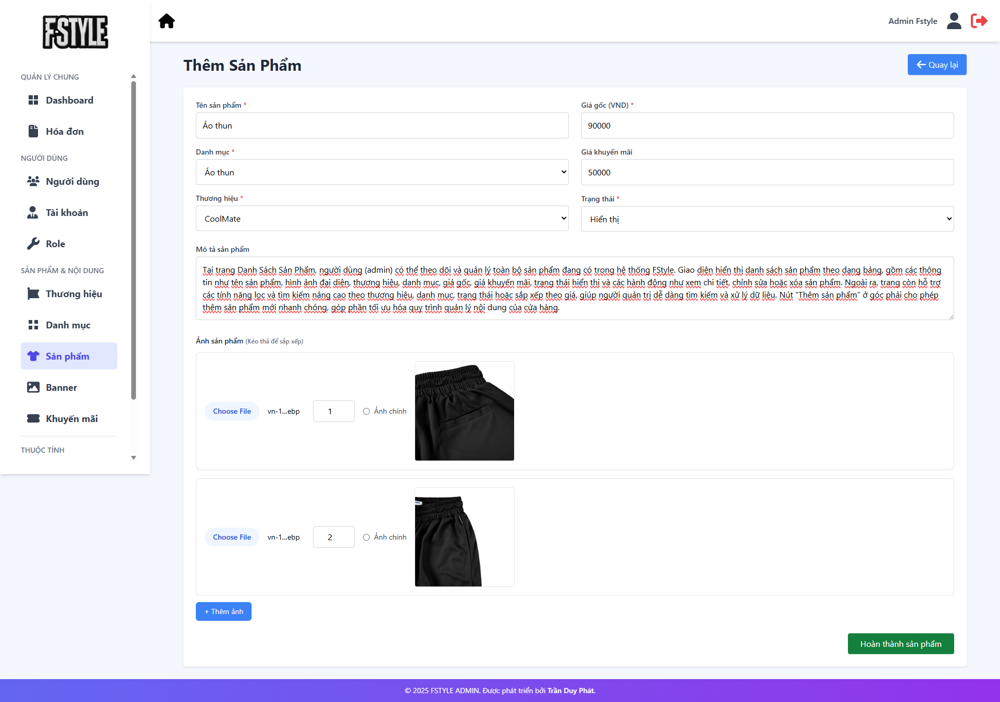 FSTYLE
Admin Fstyle
QUẢN LÝ CHUNG
Dashboard
Hóa đơn
NGƯỜI DÙNG
Người dùng
Tài khoản
Role
SẢN PHẨM & NỘI DUNG
Thương hiệu
Danh mục
Sản phẩm
Banner
Khuyến mãi
THUỘC TÍNH
Thêm Sản Phẩm
Quay lại
Tên sản phẩm *
Áo thun
Giá gốc (VND) *
90000
Danh mục *
Áo thun
Giá khuyến mãi
50000
Thương hiệu *
CoolMate
Trạng thái *
Hiển thị
Mô tả sản phẩm
Tại trang Danh Sách Sản Phẩm, người dùng (admin) có thể theo dõi và quản lý toàn bộ sản phẩm đang có trong hệ thống FStyle. Giao diện hiển thị danh sách sản phẩm theo dạng bảng, gồm các thông
tin như tên sản phẩm, hình ảnh đại diện, thương hiệu, danh mục, giá gốc, giá khuyến mãi, trạng thái hiển thị và các hành động như xem chi tiết, chỉnh sửa hoặc xóa sản phẩm. Ngoài ra, trang còn hỗ trợ
các tính năng lọc và tìm kiếm nâng cao theo thương hiệu, danh mục, trạng thái hoặc sắp xếp theo giá, giúp người quản trị dễ dàng tìm kiếm và xử lý dữ liệu. Nút “Thêm sản phẩm” ở góc phải cho phép
thêm sản phẩm mới nhanh chóng, góp phần tối ưu hóa quy trình quản lý nội dung của cửa hàng.
Ảnh sản phẩm (Kéo thả để sắp xếp)
Choose File vn-1...ebp 1 Ảnh chính
Choose File vn-1...ebp 2 Ảnh chính
+ Thêm ảnh
Hoàn thành sản phẩm
© 2025 FSTYLE ADMIN. Được phát triển bởi Trần Duy Phát.